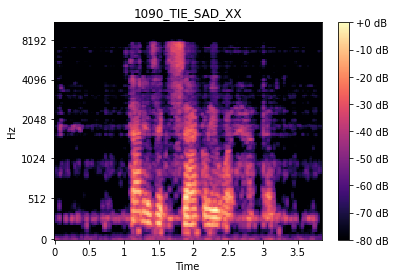 1090_TIE_SAD_XX
+0 dB
8192
-10 dB
4096
-20 dB
-30 dB
2048
Hz
-40 dB
1024
-50 dB
512
-60 dB
-70 dB
0
-80 dB
0 0.5 1 1.5 2 2.5 3 3.5
Time